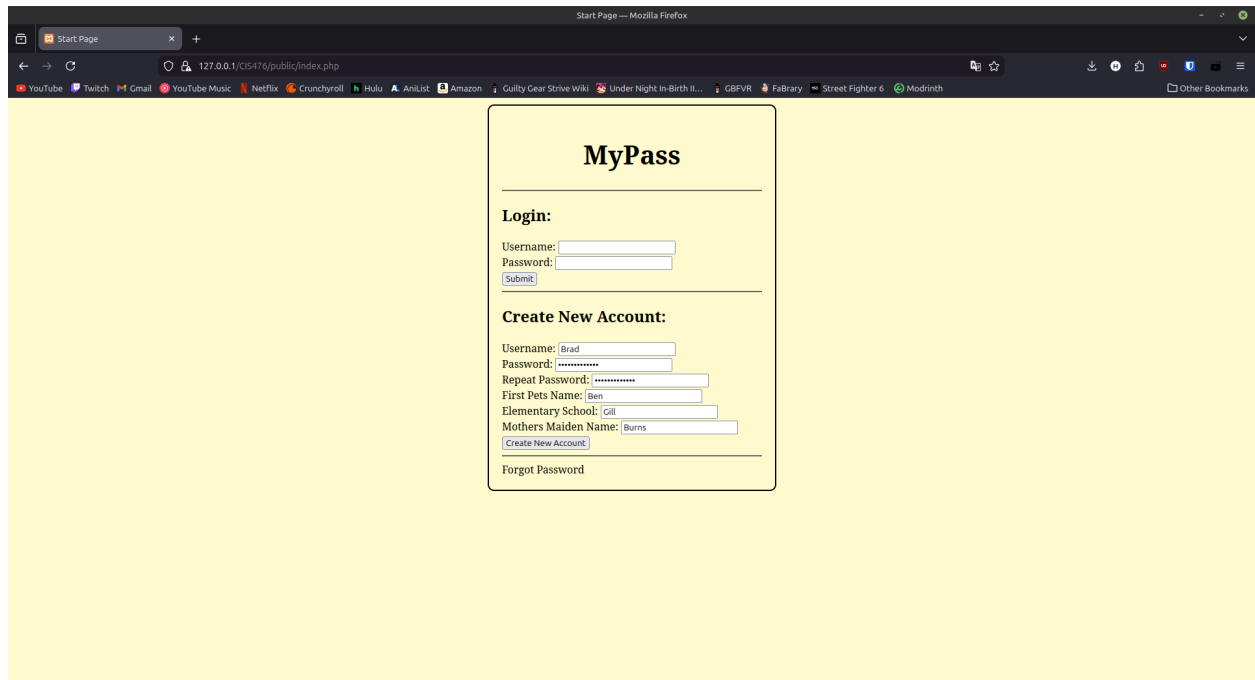 Start Page — Mozilla Firefox
Start Page
127.0.0.1/CIS476/public/index.php
YouTube Twitch Gmail YouTube Music Netflix Crunchyroll Hulu AniList Amazon Guilty Gear Strive Wiki Under Night In-Birth II... GBFVR FaBrary Street Fighter 6 Modrinth Other Bookmarks
MyPass
Login:
Username:
Password:
Submit
Create New Account:
Username: Brad
Password: •••••••••••••
Repeat Password: •••••••••••••
First Pets Name: Ben
Elementary School: Gill
Mothers Maiden Name: Burns
Create New Account
Forgot Password